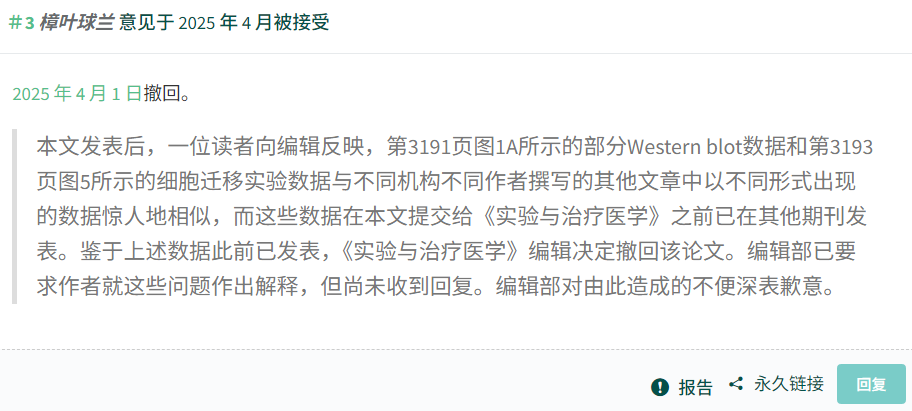 #3 樟叶球兰 意见于 2025 年 4 月被接受
2025 年 4 月 1 日撤回。
本文发表后，一位读者向编辑反映，第3191页图1A所示的部分Western blot数据和第3193
页图5所示的细胞迁移实验数据与不同机构不同作者撰写的其他文章中以不同形式出现
的数据惊人地相似，而这些数据在本文提交给《实验与治疗医学》之前已在其他期刊发
表。鉴于上述数据此前已发表，《实验与治疗医学》编辑决定撤回该论文。编辑部已要
求作者就这些问题作出解释，但尚未收到回复。编辑部对由此造成的不便深表歉意。
报告 永久链接 回复